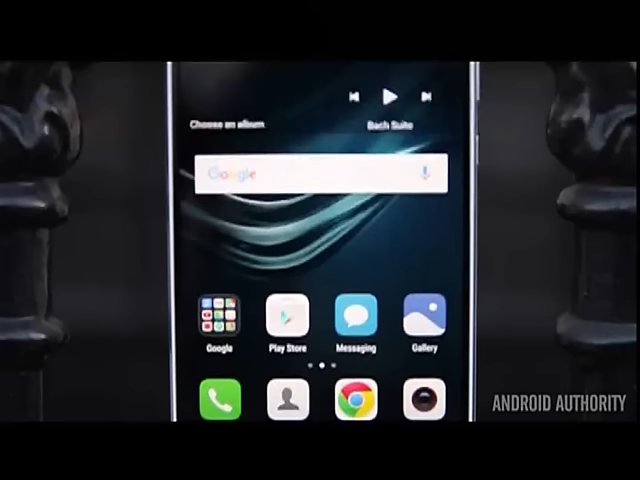 Choose an album
Bach Suite
Google
Google
Play Store
Messaging
Gallery
ANDROID AUTHORITY